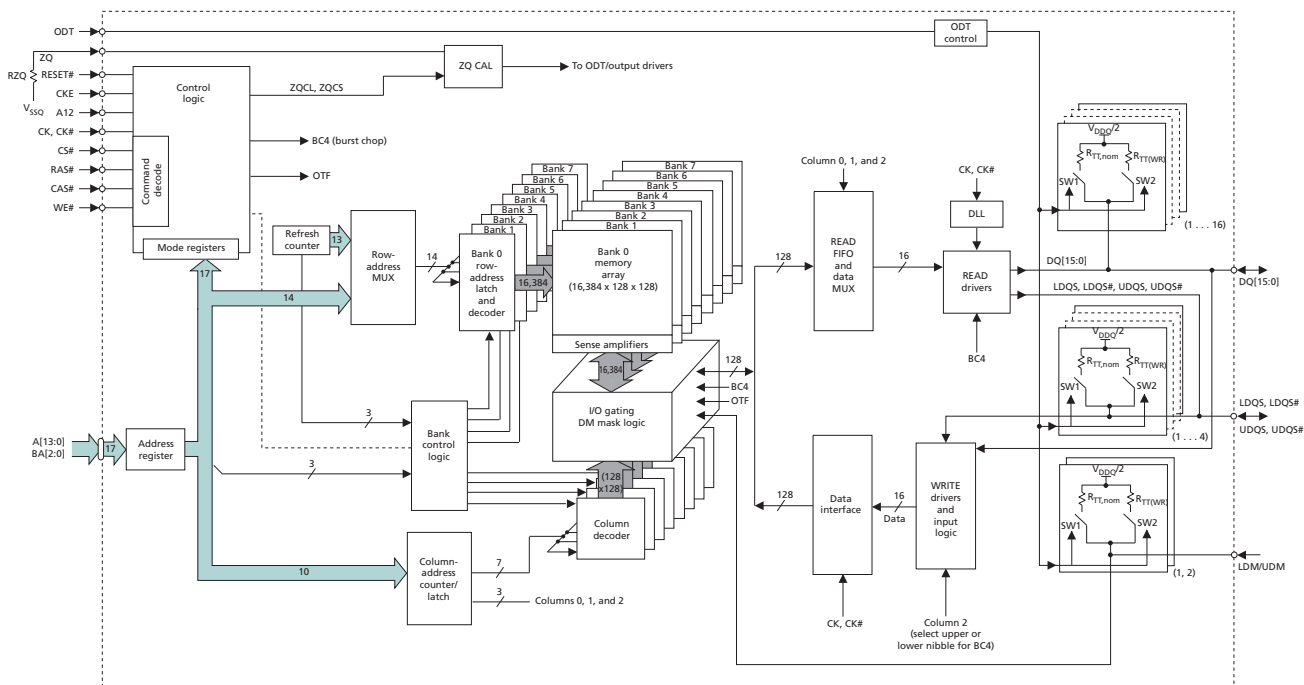 ODT
ODT
control
ZQ
RZQ
VSSQ
RESET#
CKE
A12
CK, CK#
CS#
RAS#
CAS#
WE#
Control
logic
Command
decode
Mode registers
ZQCL, ZQCS
ZQ CAL
To ODT/output drivers
BC4 (burst chop)
OTF
Refresh
counter
13
Row-
address
MUX
14
17
14
Bank 7
Bank 6
Bank 5
Bank 4
Bank 3
Bank 2
Bank 1
Bank 0
row-
address
latch
and
decoder
16,384
Bank 7
Bank 6
Bank 5
Bank 4
Bank 3
Bank 2
Bank 1
Bank 0
memory
array
(16,384 x 128 x 128)
Sense amplifiers
16,384
I/O gating
DM mask logic
128
BC4
OTF
(128
x128)
Column
decoder
A[13:0]
BA[2:0]
17
Address
register
3
3
Bank
control
logic
10
Column-
address
counter/
latch
7
3
Columns 0, 1, and 2
Column 0, 1, and 2
128
READ
FIFO
and
data
MUX
16
CK, CK#
DLL
READ
drivers
BC4
DQ[15:0]
LDQS, LDQS#, UDQS, UDQS#
128
Data
interface
CK, CK#
16
Data
WRITE
drivers
and
input
logic
Column 2
(select upper or
lower nibble for BC4)
VDDQ/2
RTT,nom
RTT(WR)
SW1
SW2
(1 . . . 16)
DQ[15:0]
VDDQ/2
RTT,nom
RTT(WR)
SW1
SW2
(1 . . . 4)
LDQS, LDQS#
UDQS, UDQS#
VDDQ/2
RTT,nom
RTT(WR)
SW1
SW2
(1, 2)
LDM/UDM